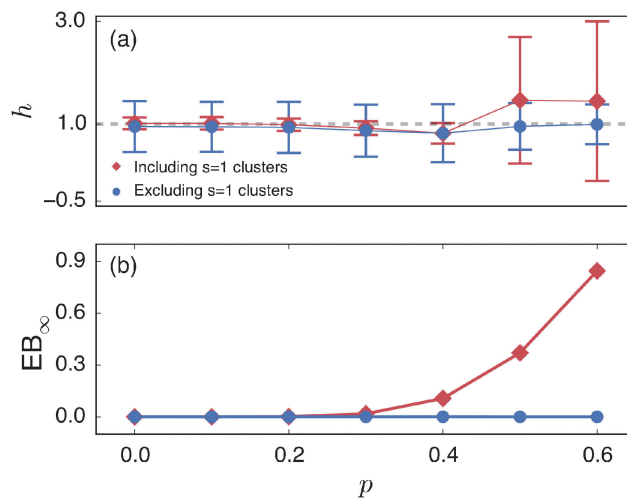 3.0
(a)
h
1.0
Including s=1 clusters
Excluding s=1 clusters
−0.5
(b)
0.9
0.6
EB∞
0.3
0.0
0.0 0.2 0.4 0.6
p